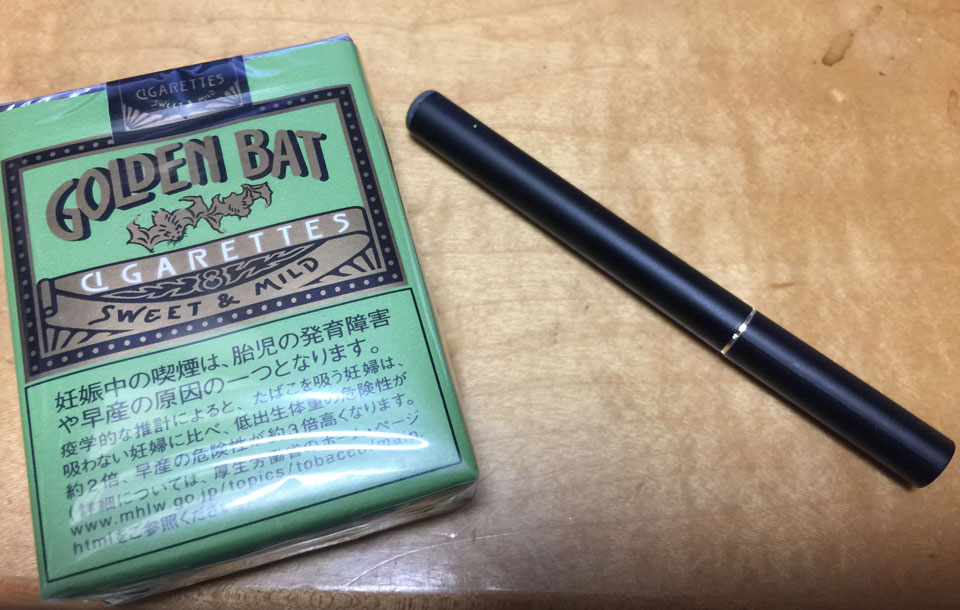 CIGARETTES
SWEET & MILD
GOLDEN BAT
CIGARETTES
8
SWEET & MILD
妊娠中の喫煙は、胎児の発育障害
や早産の原因の一つとなります。
疫学的な推計によると、たばこを吸う妊婦は、
吸わない妊婦に比べ、低出生体重の危険性が
約2倍、早産の危険性が約3倍高くなります。
(詳細については、厚生労働省のホーム・ページ
www.mhlw.go.jp/topics/tobacco/
htmlをご参照くださ